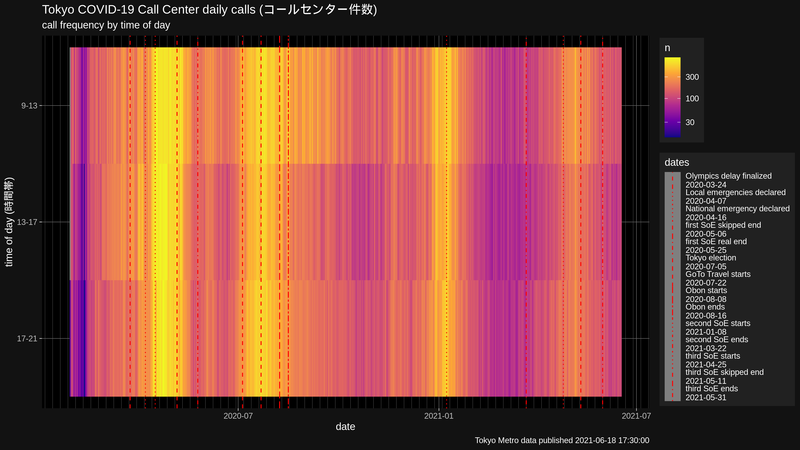 Tokyo COVID-19 Call Center daily calls (コールセンター件数)
call frequency by time of day
time of day (時間帯)
9-13
13-17
17-21
2020-07
2021-01
2021-07
date
Tokyo Metro data published 2021-06-18 17:30:00
n
300
100
30
dates
Olympics delay finalized
2020-03-24
Local emergencies declared
2020-04-07
National emergency declared
2020-04-16
first SoE skipped end
2020-05-06
first SoE real end
2020-05-25
Tokyo election
2020-07-05
GoTo Travel starts
2020-07-22
Obon starts
2020-08-08
Obon ends
2020-08-16
second SoE starts
2021-01-08
second SoE ends
2021-03-22
third SoE starts
2021-04-25
third SoE skipped end
2021-05-11
third SoE ends
2021-05-31